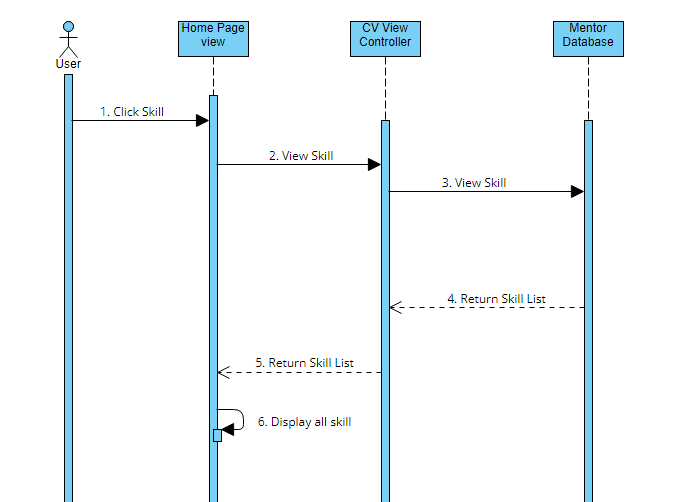 Home Page
view
CV View
Controller
Mentor
Database
User
1. Click Skill
2. View Skill
3. View Skill
4. Return Skill List
5. Return Skill List
6. Display all skill